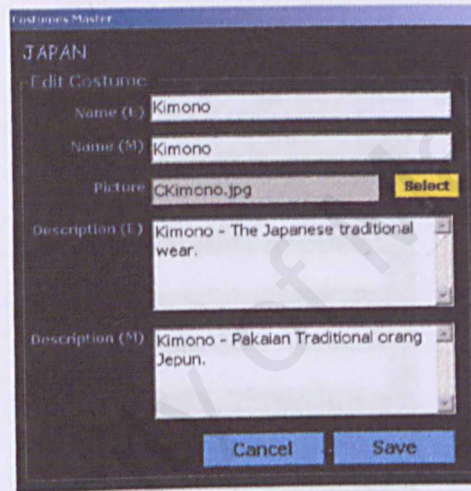 Costumes Master
JAPAN
Edit Costume
Name (E) Kimono
Name (M) Kimono
Picture CKimono.jpg Select
Description (E) Kimono - The Japanese traditional
wear.
Description (M) Kimono - Pakaian Traditional orang
Jepun.
Cancel Save